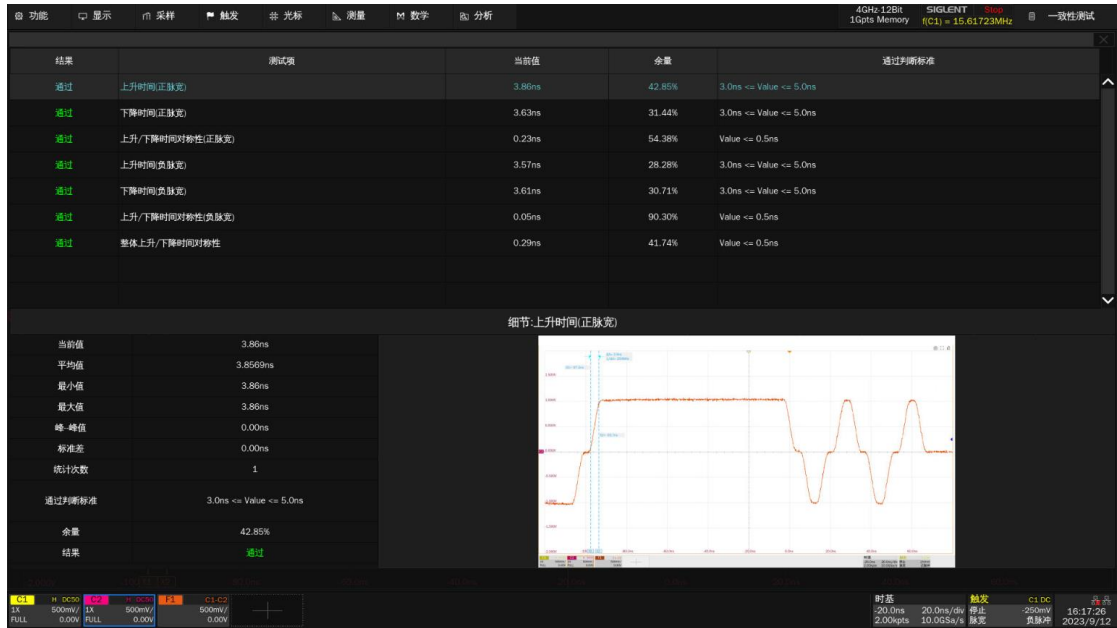 功能 显示 采样 触发 光标 测量 数学 分析 4GHz-12Bit SIGLENT Stop 一致性测试
1Gpts Memory f(C1) = 15.61723MHz
结果 测试项 当前值 余量 通过判断标准
通过 上升时间(正脉宽) 3.86ns 42.85% 3.0ns <= Value <= 5.0ns
通过 下降时间(正脉宽) 3.63ns 31.44% 3.0ns <= Value <= 5.0ns
通过 上升/下降时间对称性(正脉宽) 0.23ns 54.38% Value <= 0.5ns
通过 上升时间(负脉宽) 3.57ns 28.28% 3.0ns <= Value <= 5.0ns
通过 下降时间(负脉宽) 3.61ns 30.71% 3.0ns <= Value <= 5.0ns
通过 上升/下降时间对称性(负脉宽) 0.05ns 90.30% Value <= 0.5ns
通过 整体上升/下降时间对称性 0.29ns 41.74% Value <= 0.5ns
细节:上升时间(正脉宽)
当前值 3.86ns
平均值 3.8569ns
最小值 3.86ns
最大值 3.86ns
峰-峰值 0.00ns
标准差 0.00ns
统计次数 1
通过判断标准 3.0ns <= Value <= 5.0ns
余量 42.85%
结果 通过
C1 H DC50 C2 H DC50 F1 C1-C2 时基 触发 C1 DC
1X 500mV/ 1X 500mV/ 500mV/ -20.0ns 20.0ns/div 停止 -250mV 16:17:26
FULL 0.00V FULL 0.00V 0.00V 2.00kpts 10.0GSa/s 脉宽 负脉冲 2023/9/12